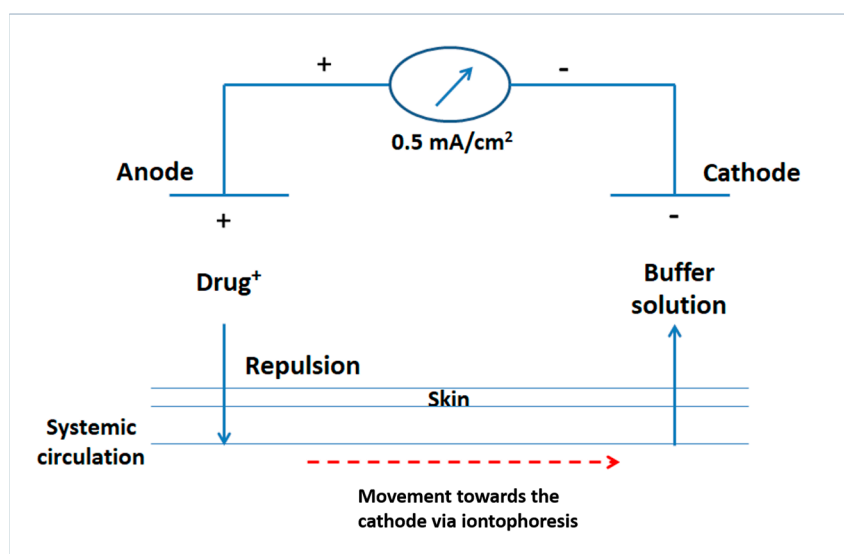 +
-
0.5 mA/cm²
Anode
Cathode
+
-
Drug⁺
Buffer
solution
Repulsion
Skin
Systemic
circulation
Movement towards the
cathode via iontophoresis